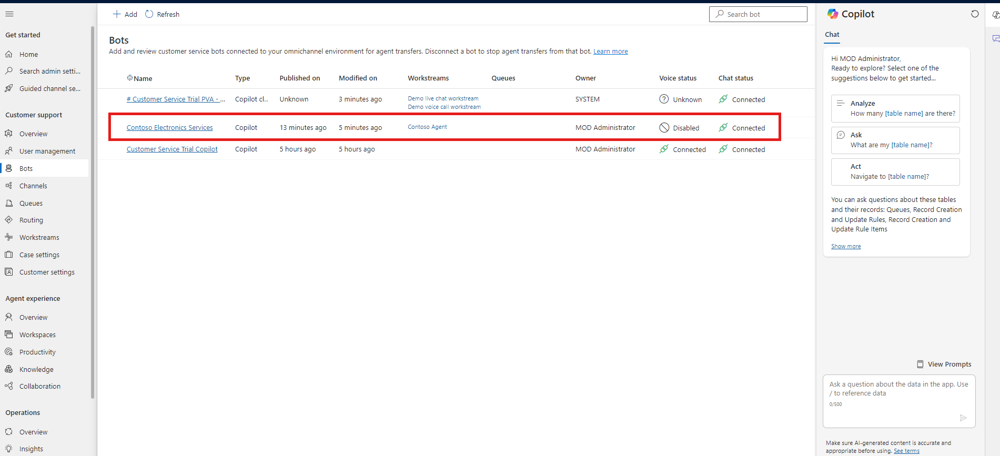 Add
Refresh
Search bot
Copilot
Get started
Home
Search admin setti...
Guided channel se...
Customer support
Overview
User management
Bots
Channels
Queues
Routing
Workstreams
Case settings
Customer settings
Agent experience
Overview
Workspaces
Productivity
Knowledge
Collaboration
Operations
Overview
Insights
Bots
Add and review customer service bots connected to your omnichannel environment for agent transfers. Disconnect a bot to stop agent transfers from that bot. Learn more
Name Type Published on Modified on Workstreams Queues Owner Voice status Chat status
# Customer Service Trial PVA - ... Copilot cl... Unknown 3 minutes ago Demo live chat workstream SYSTEM Unknown Connected
Demo voice call workstream
Contoso Electronics Services Copilot 13 minutes ago 5 minutes ago Contoso Agent MOD Administrator Disabled Connected
Customer Service Trial Copilot Copilot 5 hours ago 5 hours ago MOD Administrator Connected Connected
Chat
Hi MOD Administrator,
Ready to explore? Select one of the
suggestions below to get started...
Analyze
How many [table name] are there?
Ask
What are my [table name]?
Act
Navigate to [table name]?
You can ask questions about these tables
and their records: Queues, Record Creation
and Update Rules, Record Creation and
Update Rule Items
Show more
View Prompts
Ask a question about the data in the app. Use
/ to reference data
0/500
Make sure AI-generated content is accurate and
appropriate before using. See terms